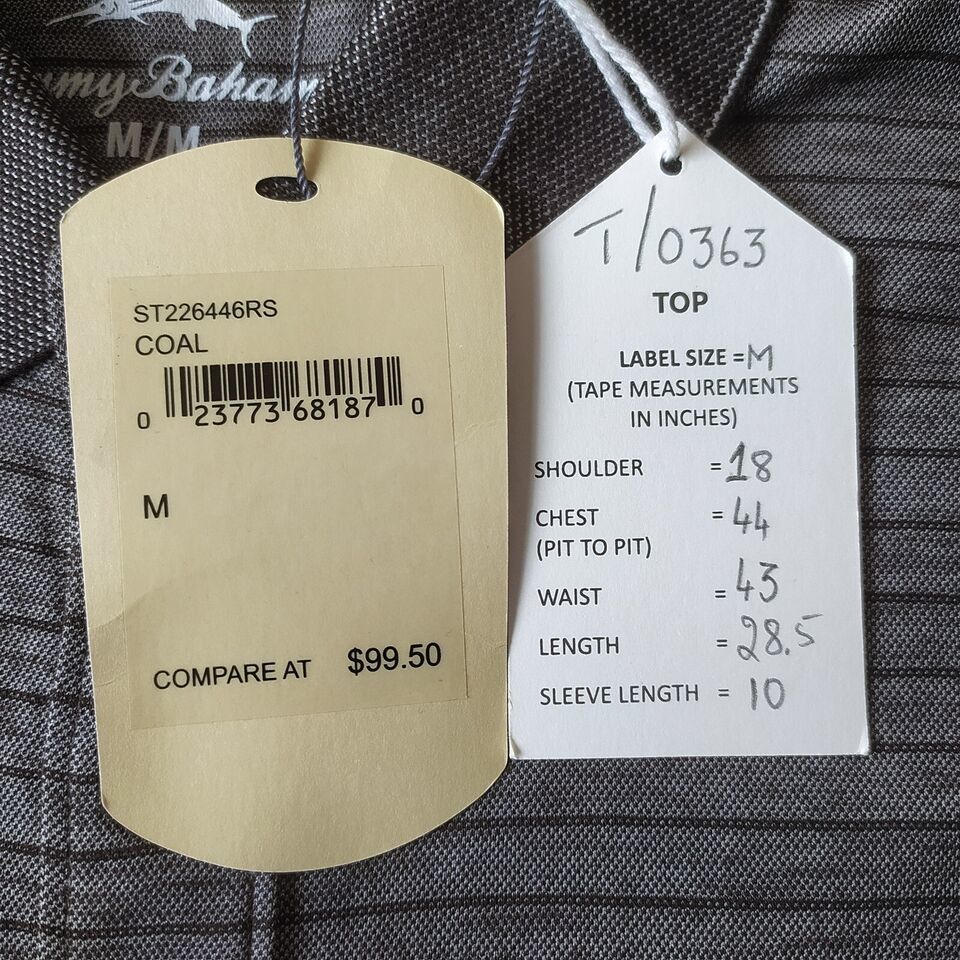 Bahama
M/M
ST226446RS
COAL
0 23773 68187 0
M
COMPARE AT $99.50
T/0363
TOP
LABEL SIZE = M
(TAPE MEASUREMENTS
IN INCHES)
SHOULDER = 18
CHEST = 44
(PIT TO PIT)
WAIST = 43
LENGTH = 28.5
SLEEVE LENGTH = 10